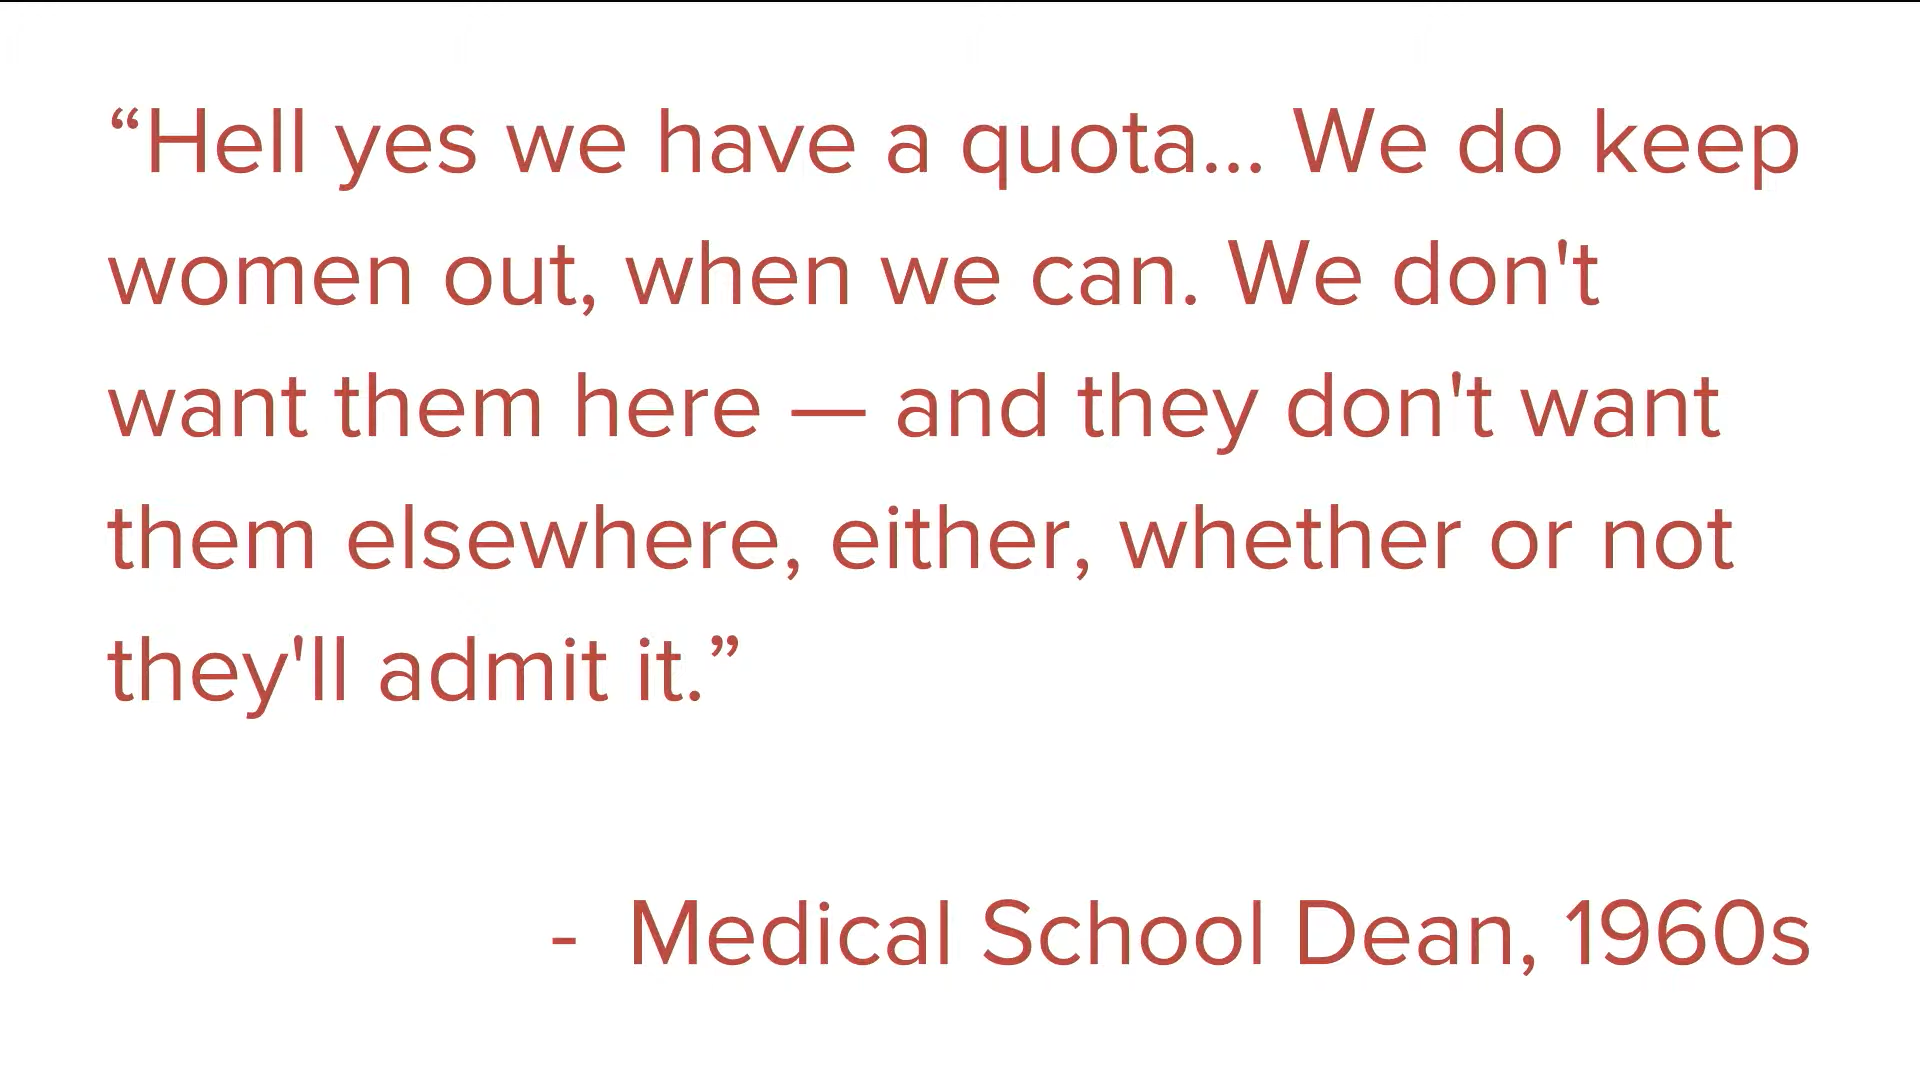 “Hell yes we have a quota... We do keep
women out, when we can. We don't
want them here — and they don't want
them elsewhere, either, whether or not
they'll admit it.”
- Medical School Dean, 1960s